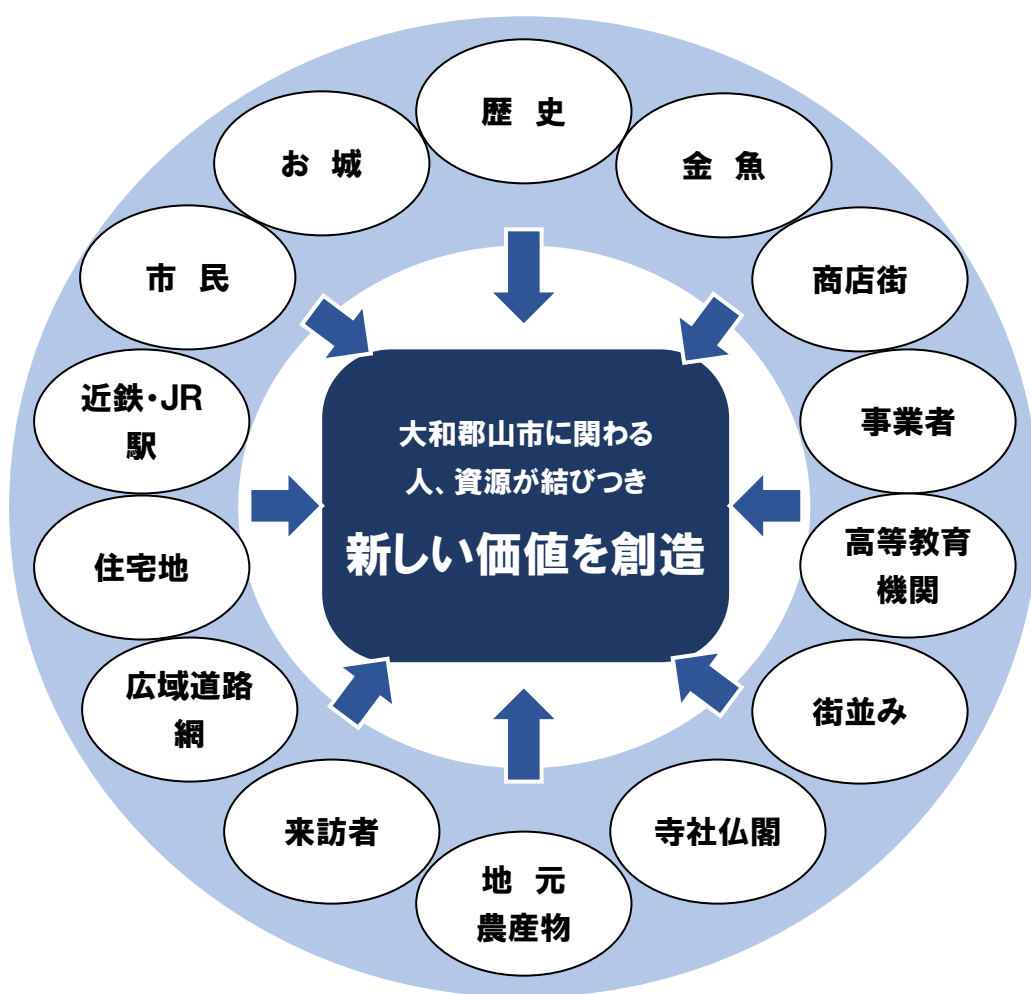 歴 史
金 魚
商店街
事業者
高等教育
機関
街並み
寺社仏閣
地 元
農産物
来訪者
広域道路
網
住宅地
近鉄・JR
駅
市 民
お 城
大和郡山市に関わる
人、資源が結びつき
新しい価値を創造